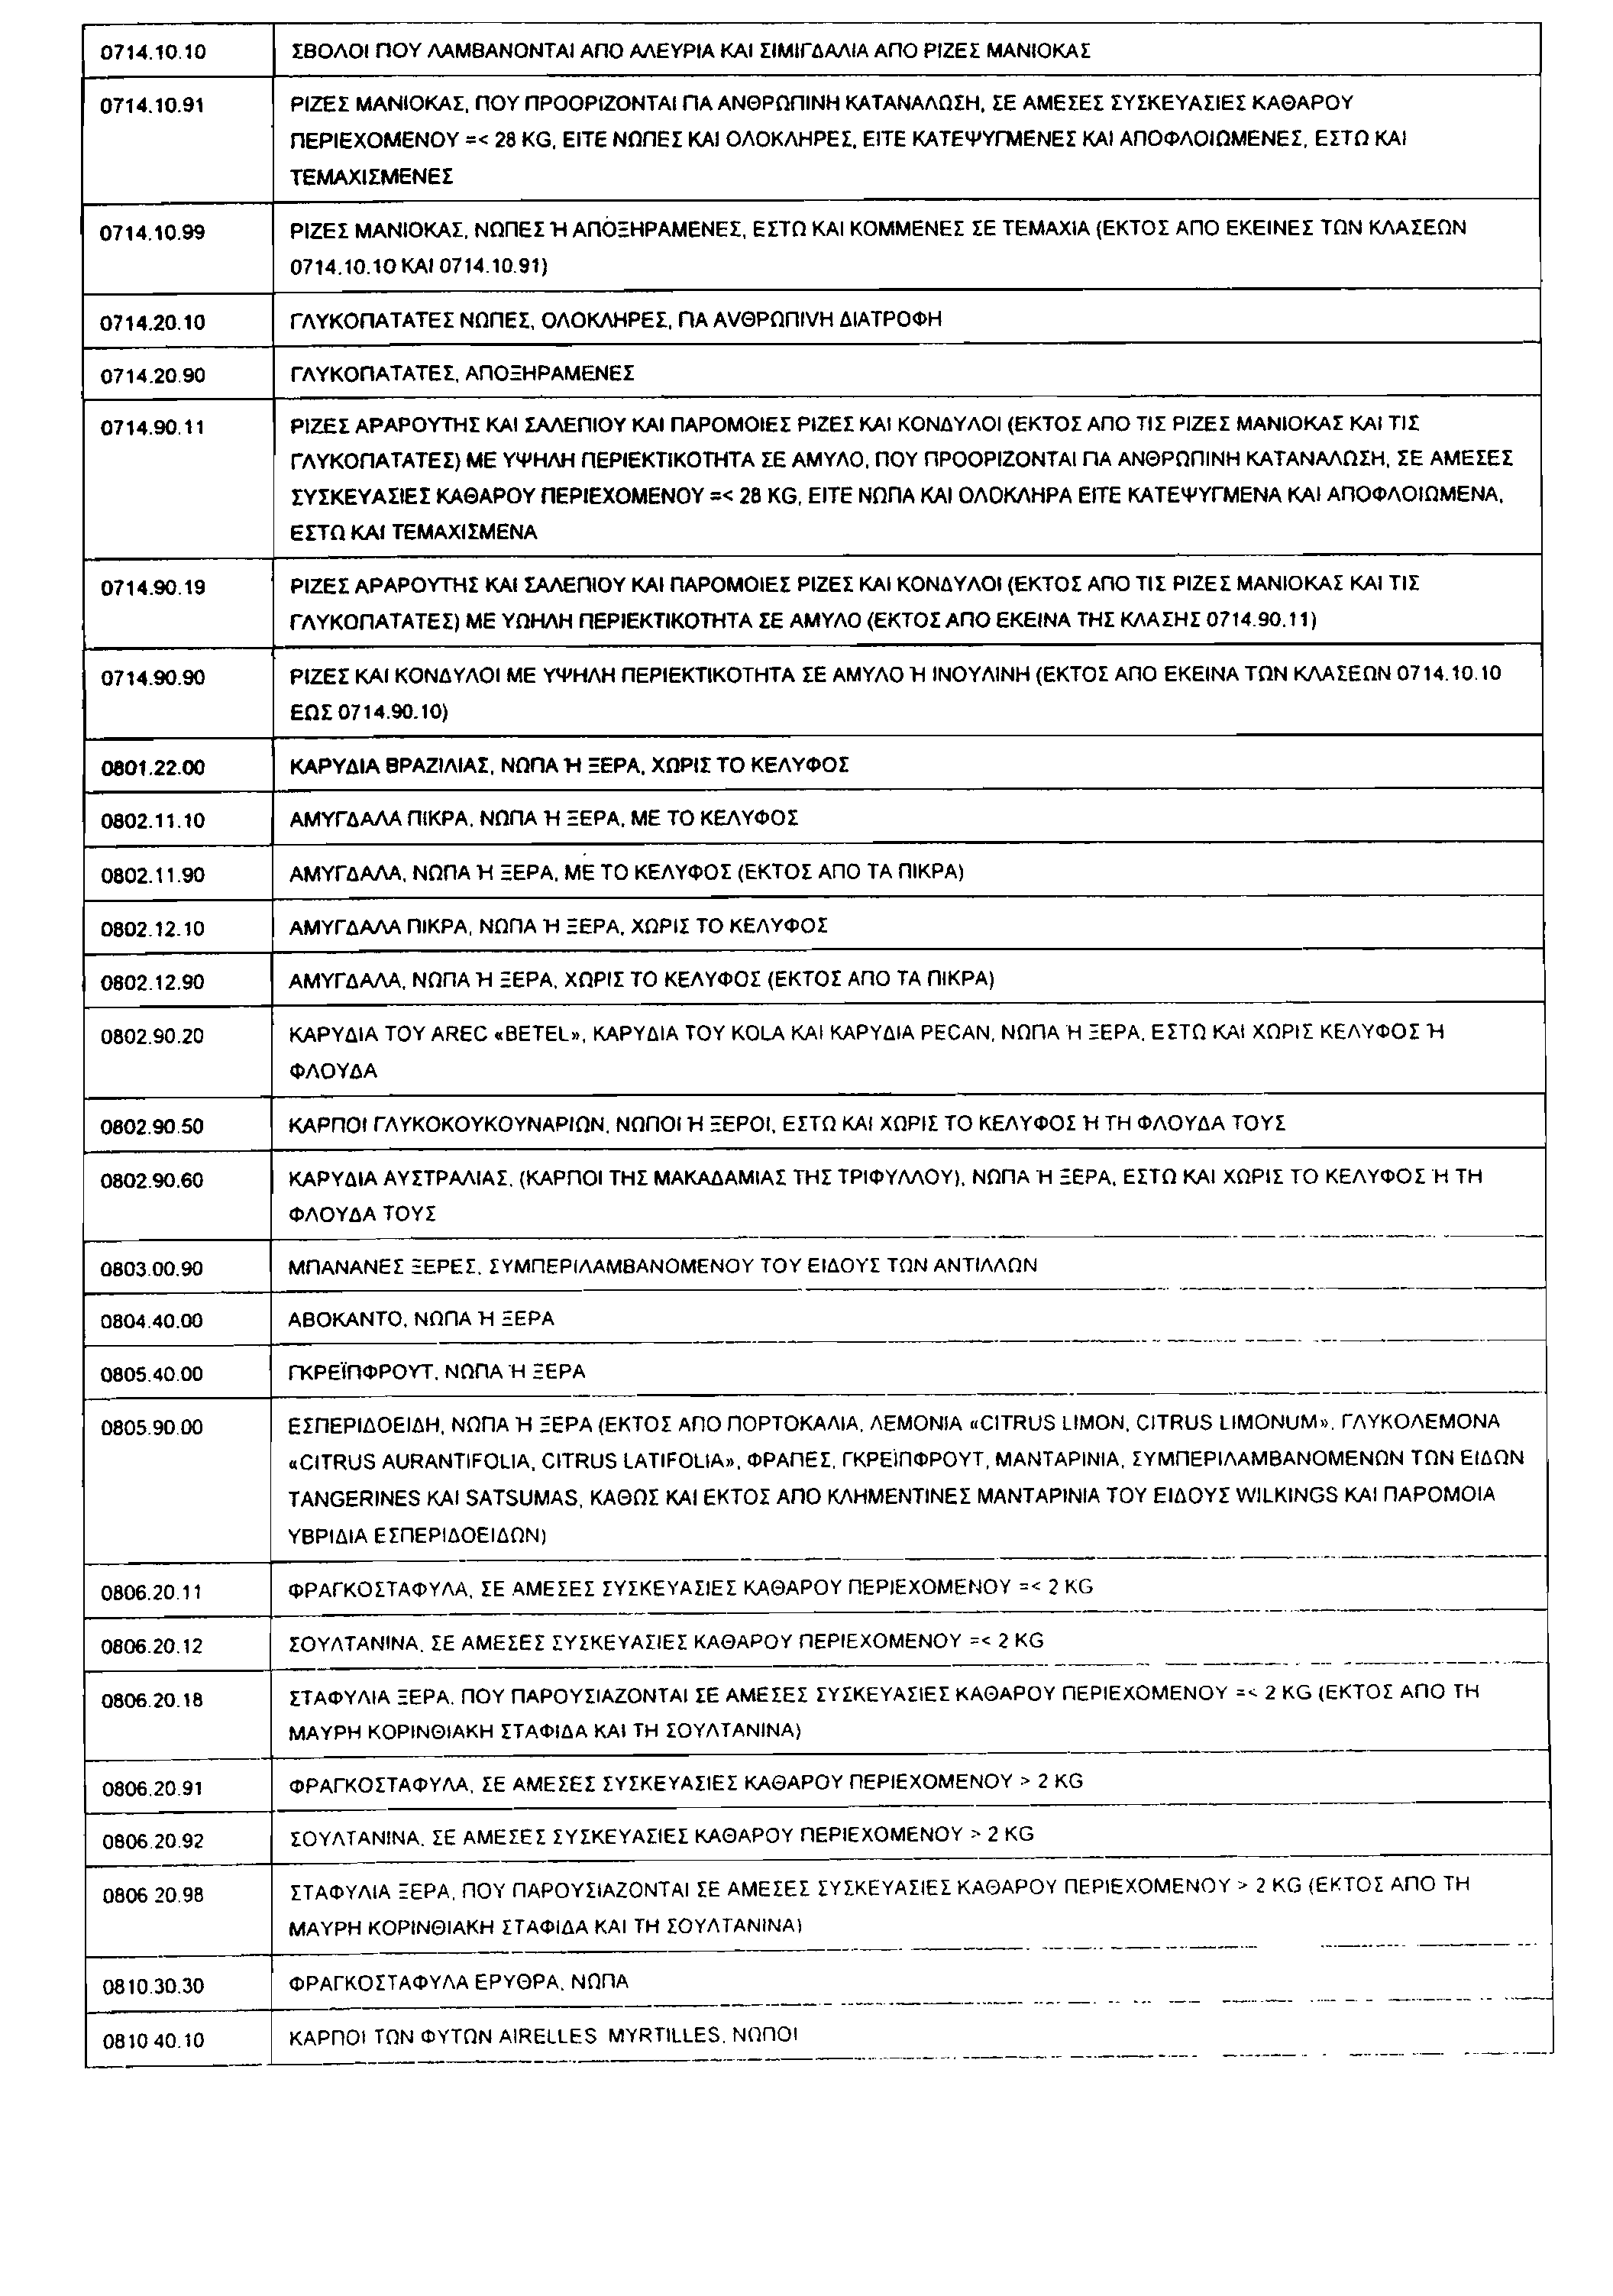 0714.10.10 ΣΒΟΛΟΙ ΠΟΥ ΛΑΜΒΑΝΟΝΤΑΙ ΑΠΟ ΑΛΕΥΡΙΑ ΚΑΙ ΣΙΜΙΓΔΑΛΙΑ ΑΠΟ ΡΙΖΕΣ ΜΑΝΙΟΚΑΣ
0714.10.91 ΡΙΖΕΣ ΜΑΝΙΟΚΑΣ, ΠΟΥ ΠΡΟΟΡΙΖΟΝΤΑΙ ΓΙΑ ΑΝΘΡΩΠΙΝΗ ΚΑΤΑΝΑΛΩΣΗ, ΣΕ ΑΜΕΣΕΣ ΣΥΣΚΕΥΑΣΙΕΣ ΚΑΘΑΡΟΥ
ΠΕΡΙΕΧΟΜΕΝΟΥ =< 28 KG, ΕΙΤΕ ΝΩΠΕΣ ΚΑΙ ΟΛΟΚΛΗΡΕΣ, ΕΙΤΕ ΚΑΤΕΨΥΓΜΕΝΕΣ ΚΑΙ ΑΠΟΦΛΟΙΩΜΕΝΕΣ, ΕΣΤΩ ΚΑΙ
ΤΕΜΑΧΙΣΜΕΝΕΣ
0714.10.99 ΡΙΖΕΣ ΜΑΝΙΟΚΑΣ, ΝΩΠΕΣ Ή ΑΠΟΞΗΡΑΜΕΝΕΣ, ΕΣΤΩ ΚΑΙ ΚΟΜΜΕΝΕΣ ΣΕ ΤΕΜΑΧΙΑ (ΕΚΤΟΣ ΑΠΟ ΕΚΕΙΝΕΣ ΤΩΝ ΚΛΑΣΕΩΝ
0714.10.10 ΚΑΙ 0714.10.91)
0714.20.10 ΓΛΥΚΟΠΑΤΑΤΕΣ ΝΩΠΕΣ, ΟΛΟΚΛΗΡΕΣ, ΓΙΑ ΑVΘΡΩΠΙVΗ ΔΙΑΤΡΟΦΗ
0714.20.90 ΓΛΥΚΟΠΑΤΑΤΕΣ, ΑΠΟΞΗΡΑΜΕΝΕΣ
0714.90.11 ΡΙΖΕΣ ΑΡΑΡΟΥΤΗΣ ΚΑΙ ΣΑΛΕΠΙΟΥ ΚΑΙ ΠΑΡΟΜΟΙΕΣ ΡΙΖΕΣ ΚΑΙ ΚΟΝΔΥΛΟΙ (ΕΚΤΟΣ ΑΠΟ ΤΙΣ ΡΙΖΕΣ ΜΑΝΙΟΚΑΣ ΚΑΙ ΤΙΣ
ΓΛΥΚΟΠΑΤΑΤΕΣ) ΜΕ ΥΨΗΛΗ ΠΕΡΙΕΚΤΙΚΟΤΗΤΑ ΣΕ ΑΜΥΛΟ, ΠΟΥ ΠΡΟΟΡΙΖΟΝΤΑΙ ΓΙΑ ΑΝΘΡΩΠΙΝΗ ΚΑΤΑΝΑΛΩΣΗ, ΣΕ ΑΜΕΣΕΣ
ΣΥΣΚΕΥΑΣΙΕΣ ΚΑΘΑΡΟΥ ΠΕΡΙΕΧΟΜΕΝΟΥ =< 28 KG, ΕΙΤΕ ΝΩΠΑ ΚΑΙ ΟΛΟΚΛΗΡΑ ΕΙΤΕ ΚΑΤΕΨΥΓΜΕΝΑ ΚΑΙ ΑΠΟΦΛΟΙΩΜΕΝΑ,
ΕΣΤΩ ΚΑΙ ΤΕΜΑΧΙΣΜΕΝΑ
0714.90.19 ΡΙΖΕΣ ΑΡΑΡΟΥΤΗΣ ΚΑΙ ΣΑΛΕΠΙΟΥ ΚΑΙ ΠΑΡΟΜΟΙΕΣ ΡΙΖΕΣ ΚΑΙ ΚΟΝΔΥΛΟΙ (ΕΚΤΟΣ ΑΠΟ ΤΙΣ ΡΙΖΕΣ ΜΑΝΙΟΚΑΣ ΚΑΙ ΤΙΣ
ΓΛΥΚΟΠΑΤΑΤΕΣ) ΜΕ ΥΩΗΛΗ ΠΕΡΙΕΚΤΙΚΟΤΗΤΑ ΣΕ ΑΜΥΛΟ (ΕΚΤΟΣ ΑΠΟ ΕΚΕΙΝΑ ΤΗΣ ΚΛΑΣΗΣ 0714.90.11)
0714.90.90 ΡΙΖΕΣ ΚΑΙ ΚΟΝΔΥΛΟΙ ΜΕ ΥΨΗΛΗ ΠΕΡΙΕΚΤΙΚΟΤΗΤΑ ΣΕ ΑΜΥΛΟ Ή ΙΝΟΥΛΙΝΗ (ΕΚΤΟΣ ΑΠΟ ΕΚΕΙΝΑ ΤΩΝ ΚΛΑΣΕΩΝ 0714.10.10
ΕΩΣ 0714.90.10)
0801.22.00 ΚΑΡΥΔΙΑ ΒΡΑΖΙΛΙΑΣ, ΝΩΠΑ Ή ΞΕΡΑ, ΧΩΡΙΣ ΤΟ ΚΕΛΥΦΟΣ
0802.11.10 ΑΜΥΓΔΑΛΑ ΠΙΚΡΑ, ΝΩΠΑ Ή ΞΕΡΑ, ΜΕ ΤΟ ΚΕΛΥΦΟΣ
0802.11.90 ΑΜΥΓΔΑΛΑ, ΝΩΠΑ Ή ΞΕΡΑ, ΜΕ ΤΟ ΚΕΛΥΦΟΣ (ΕΚΤΟΣ ΑΠΟ ΤΑ ΠΙΚΡΑ)
0802.12.10 ΑΜΥΓΔΑΛΑ ΠΙΚΡΑ, ΝΩΠΑ Ή ΞΕΡΑ, ΧΩΡΙΣ ΤΟ ΚΕΛΥΦΟΣ
0802.12.90 ΑΜΥΓΔΑΛΑ, ΝΩΠΑ Ή ΞΕΡΑ, ΧΩΡΙΣ ΤΟ ΚΕΛΥΦΟΣ (ΕΚΤΟΣ ΑΠΟ ΤΑ ΠΙΚΡΑ)
0802.90.20 ΚΑΡΥΔΙΑ ΤΟΥ AREC «BETEL», ΚΑΡΥΔΙΑ ΤΟΥ KOLA ΚΑΙ ΚΑΡΥΔΙΑ PECAN, ΝΩΠΑ Ή ΞΕΡΑ, ΕΣΤΩ ΚΑΙ ΧΩΡΙΣ ΚΕΛΥΦΟΣ Ή
ΦΛΟΥΔΑ
0802.90.50 ΚΑΡΠΟΙ ΓΛΥΚΟΚΟΥΚΟΥΝΑΡΙΩΝ, ΝΩΠΟΙ Ή ΞΕΡΟΙ, ΕΣΤΩ ΚΑΙ ΧΩΡΙΣ ΤΟ ΚΕΛΥΦΟΣ Ή ΤΗ ΦΛΟΥΔΑ ΤΟΥΣ
0802.90.60 ΚΑΡΥΔΙΑ ΑΥΣΤΡΑΛΙΑΣ, (ΚΑΡΠΟΙ ΤΗΣ ΜΑΚΑΔΑΜΙΑΣ ΤΗΣ ΤΡΙΦΥΛΛΟΥ), ΝΩΠΑ Ή ΞΕΡΑ, ΕΣΤΩ ΚΑΙ ΧΩΡΙΣ ΤΟ ΚΕΛΥΦΟΣ Ή ΤΗ
ΦΛΟΥΔΑ ΤΟΥΣ
0803.00.90 ΜΠΑΝΑΝΕΣ ΞΕΡΕΣ, ΣΥΜΠΕΡΙΛΑΜΒΑΝΟΜΕΝΟΥ ΤΟΥ ΕΙΔΟΥΣ ΤΩΝ ΑΝΤΙΛΛΩΝ
0804.40.00 ΑΒΟΚΑΝΤΟ, ΝΩΠΑ Ή ΞΕΡΑ
0805.40.00 ΓΚΡΕΪΠΦΡΟΥΤ, ΝΩΠΑ Ή ΞΕΡΑ
0805.90.00 ΕΣΠΕΡΙΔΟΕΙΔΗ, ΝΩΠΑ Ή ΞΕΡΑ (ΕΚΤΟΣ ΑΠΟ ΠΟΡΤΟΚΑΛΙΑ, ΛΕΜΟΝΙΑ «CITRUS LIMON, CITRUS LIMONUM», ΓΛΥΚΟΛΕΜΟΝΑ
«CITRUS AURANTIFOLIA, CITRUS LATIFOLIA», ΦΡΑΠΕΣ, ΓΚΡΕΪΠΦΡΟΥΤ, ΜΑΝΤΑΡΙΝΙΑ, ΣΥΜΠΕΡΙΛΑΜΒΑΝΟΜΕΝΩΝ ΤΩΝ ΕΙΔΩΝ
TANGERINES ΚΑΙ SATSUMAS, ΚΑΘΩΣ ΚΑΙ ΕΚΤΟΣ ΑΠΟ ΚΛΗΜΕΝΤΙΝΕΣ ΜΑΝΤΑΡΙΝΙΑ ΤΟΥ ΕΙΔΟΥΣ WILKINGS ΚΑΙ ΠΑΡΟΜΟΙΑ
ΥΒΡΙΔΙΑ ΕΣΠΕΡΙΔΟΕΙΔΩΝ)
0806.20.11 ΦΡΑΓΚΟΣΤΑΦΥΛΑ, ΣΕ ΑΜΕΣΕΣ ΣΥΣΚΕΥΑΣΙΕΣ ΚΑΘΑΡΟΥ ΠΕΡΙΕΧΟΜΕΝΟΥ =< 2 KG
0806.20.12 ΣΟΥΛΤΑΝΙΝΑ, ΣΕ ΑΜΕΣΕΣ ΣΥΣΚΕΥΑΣΙΕΣ ΚΑΘΑΡΟΥ ΠΕΡΙΕΧΟΜΕΝΟΥ =< 2 KG
0806.20.18 ΣΤΑΦΥΛΙΑ ΞΕΡΑ, ΠΟΥ ΠΑΡΟΥΣΙΑΖΟΝΤΑΙ ΣΕ ΑΜΕΣΕΣ ΣΥΣΚΕΥΑΣΙΕΣ ΚΑΘΑΡΟΥ ΠΕΡΙΕΧΟΜΕΝΟΥ =< 2 KG (ΕΚΤΟΣ ΑΠΟ ΤΗ
ΜΑΥΡΗ ΚΟΡΙΝΘΙΑΚΗ ΣΤΑΦΙΔΑ ΚΑΙ ΤΗ ΣΟΥΛΤΑΝΙΝΑ)
0806.20.91 ΦΡΑΓΚΟΣΤΑΦΥΛΑ, ΣΕ ΑΜΕΣΕΣ ΣΥΣΚΕΥΑΣΙΕΣ ΚΑΘΑΡΟΥ ΠΕΡΙΕΧΟΜΕΝΟΥ > 2 KG
0806.20.92 ΣΟΥΛΤΑΝΙΝΑ, ΣΕ ΑΜΕΣΕΣ ΣΥΣΚΕΥΑΣΙΕΣ ΚΑΘΑΡΟΥ ΠΕΡΙΕΧΟΜΕΝΟΥ > 2 KG
0806 20.98 ΣΤΑΦΥΛΙΑ ΞΕΡΑ, ΠΟΥ ΠΑΡΟΥΣΙΑΖΟΝΤΑΙ ΣΕ ΑΜΕΣΕΣ ΣΥΣΚΕΥΑΣΙΕΣ ΚΑΘΑΡΟΥ ΠΕΡΙΕΧΟΜΕΝΟΥ > 2 KG (ΕΚΤΟΣ ΑΠΟ ΤΗ
ΜΑΥΡΗ ΚΟΡΙΝΘΙΑΚΗ ΣΤΑΦΙΔΑ ΚΑΙ ΤΗ ΣΟΥΛΤΑΝΙΝΑ)
0810.30.30 ΦΡΑΓΚΟΣΤΑΦΥΛΑ ΕΡΥΘΡΑ, ΝΩΠΑ
0810 40.10 ΚΑΡΠΟΙ ΤΩΝ ΦΥΤΩΝ AIRELLES MYRTILLES, ΝΩΠΟΙ